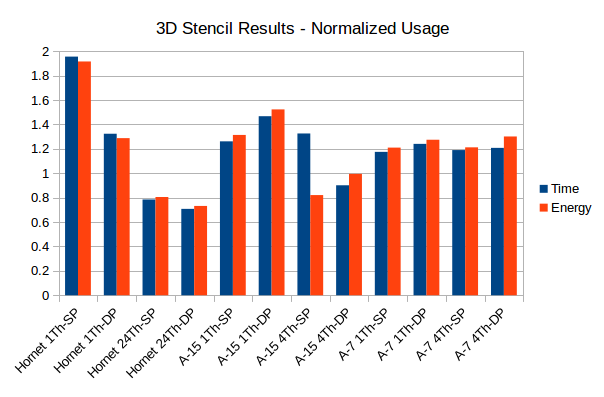 3D Stencil Results - Normalized Usage
2
1.8
1.6
1.4
1.2
1
0.8
0.6
0.4
0.2
0
Hornet 1Th-SP
Hornet 1Th-DP
Hornet 24Th-SP
Hornet 24Th-DP
A-15 1Th-SP
A-15 1Th-DP
A-15 4Th-SP
A-15 4Th-DP
A-7 1Th-SP
A-7 1Th-DP
A-7 4Th-SP
A-7 4Th-DP
Time
Energy